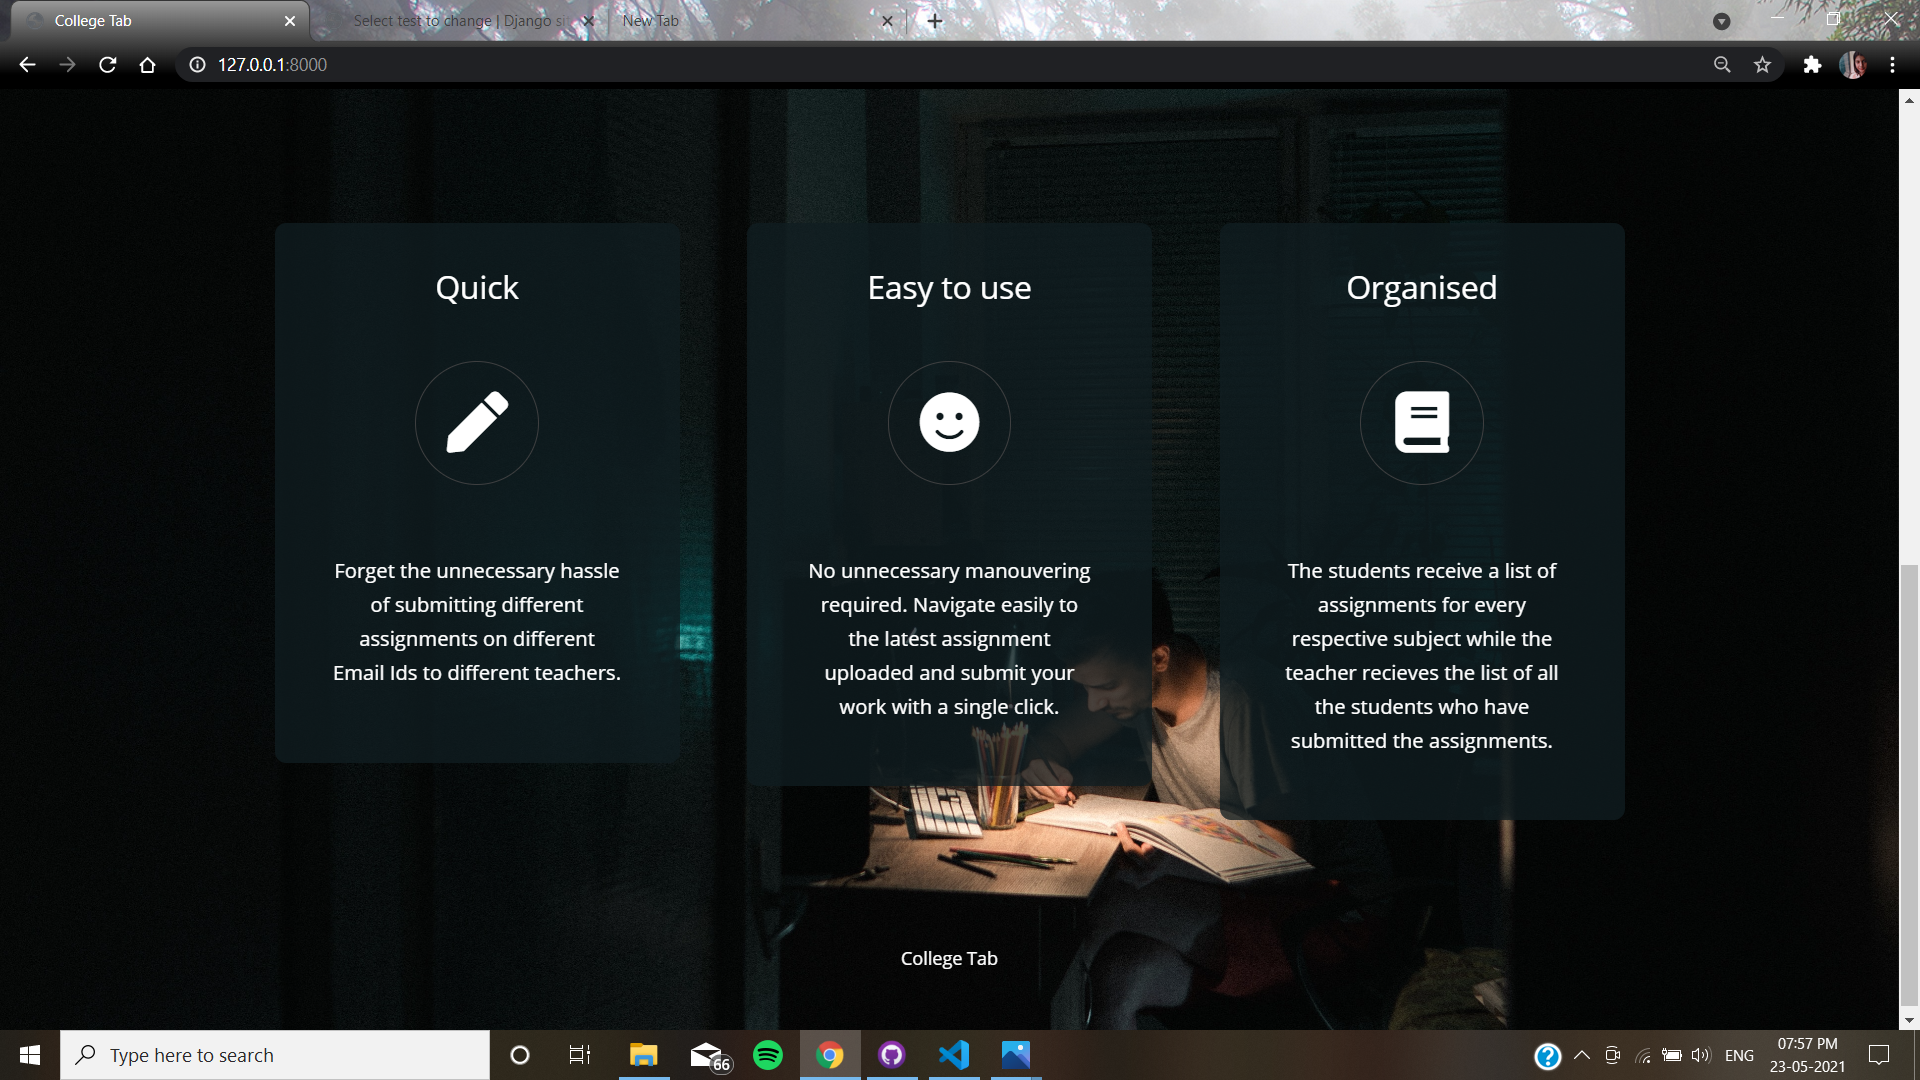 College Tab
Select test to change | Django si
New Tab
127.0.0.1:8000
Quick
Forget the unnecessary hassle
of submitting different
assignments on different
Email Ids to different teachers.
Easy to use
No unnecessary manouvering
required. Navigate easily to
the latest assignment
uploaded and submit your
work with a single click.
Organised
The students receive a list of
assignments for every
respective subject while the
teacher recieves the list of all
the students who have
submitted the assignments.
College Tab
Type here to search
66
ENG
07:57 PM
23-05-2021